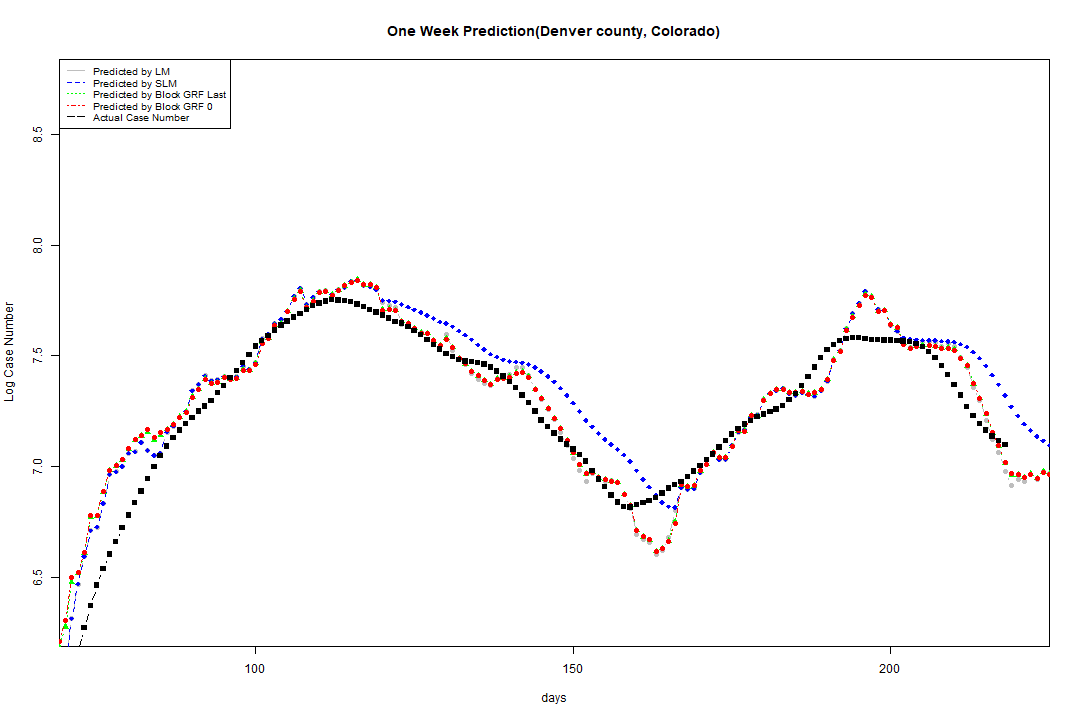 One Week Prediction(Denver county, Colorado)
Predicted by LM
Predicted by SLM
Predicted by Block GRF Last
Predicted by Block GRF 0
Actual Case Number
8.5
8.0
7.5
7.0
6.5
Log Case Number
100 150 200
days